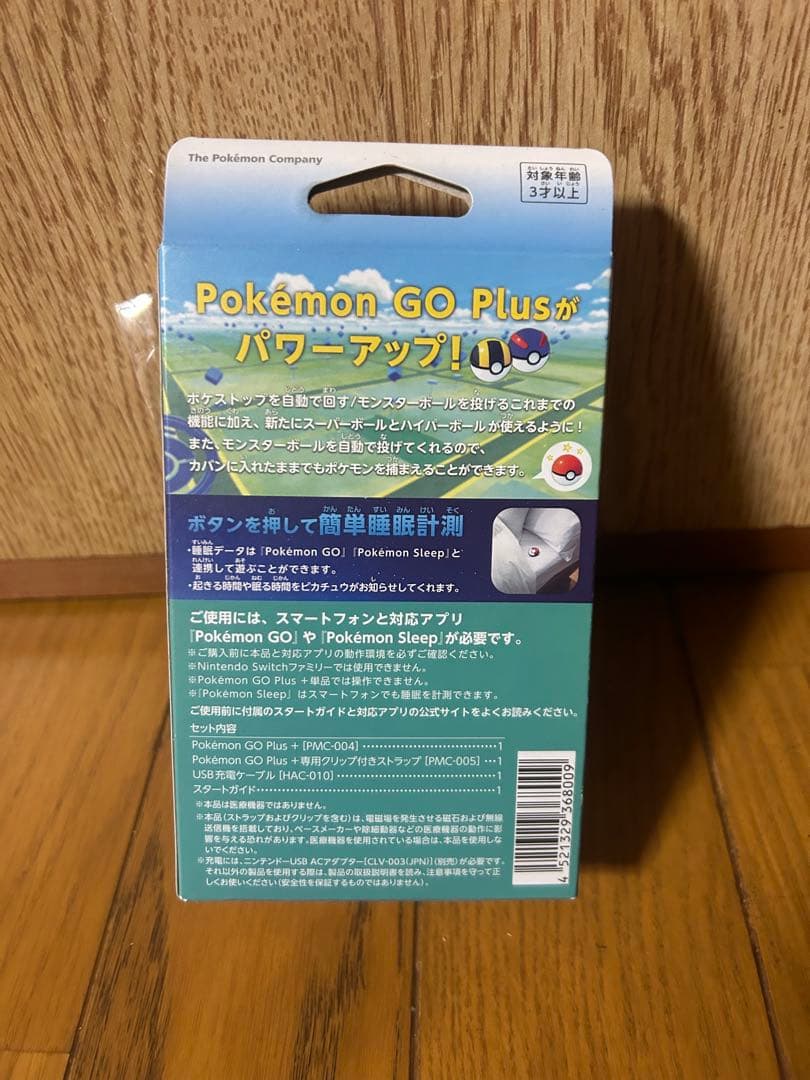 The Pokémon Company
対象年齢
3才以上
Pokémon GO Plusが
パワーアップ!
ポケストップを自動で回す/モンスターボールを投げるこれまでの
機能に加え、新たにスーパーボールとハイパーボールが使えるように!
また、モンスターボールを自動で投げてくれるので、
カバンに入れたままでもポケモンを捕まえることができます。
ボタンを押して簡単睡眠計測
・睡眠データは『Pokémon GO』『Pokémon Sleep』と
連携して遊ぶことができます。
・起きる時間や眠る時間をピカチュウがお知らせしてくれます。
ご使用には、スマートフォンと対応アプリ
『Pokémon GO』や『Pokémon Sleep』が必要です。
※ご購入前に本品と対応アプリの動作環境を必ずご確認ください。
※Nintendo Switchファミリーでは使用できません。
※Pokémon GO Plus +単品では操作できません。
※『Pokémon Sleep』はスマートフォンでも睡眠を計測できます。
ご使用前に付属のスタートガイドと対応アプリの公式サイトをよくお読みください。
セット内容
Pokémon GO Plus + [PMC-004]‥‥‥‥‥‥‥‥‥‥‥1
Pokémon GO Plus +専用クリップ付きストラップ [PMC-005]‥‥1
USB充電ケーブル [HAC-010]‥‥‥‥‥‥‥‥‥‥‥‥1
スタートガイド‥‥‥‥‥‥‥‥‥‥‥‥‥‥‥‥‥‥1
※本品は医療機器ではありません。
※本品(ストラップおよびクリップを含む)は、電磁場を発生させる磁石および無線
送信機を搭載しており、ペースメーカーや除細動器などの医療機器の動作に影
響を与える恐れがあります。医療機器を使用されている場合は、本品を使用しな
いでください。
※充電には、ニンテンドーUSB ACアダプター[CLV-003(JPN)](別売)が必要です。
それ以外の製品を使用する際は、製品の取扱説明書を読み、注意事項を守って正
しくお使いください(安全性を保証するものではありません)。
4 521329 368009